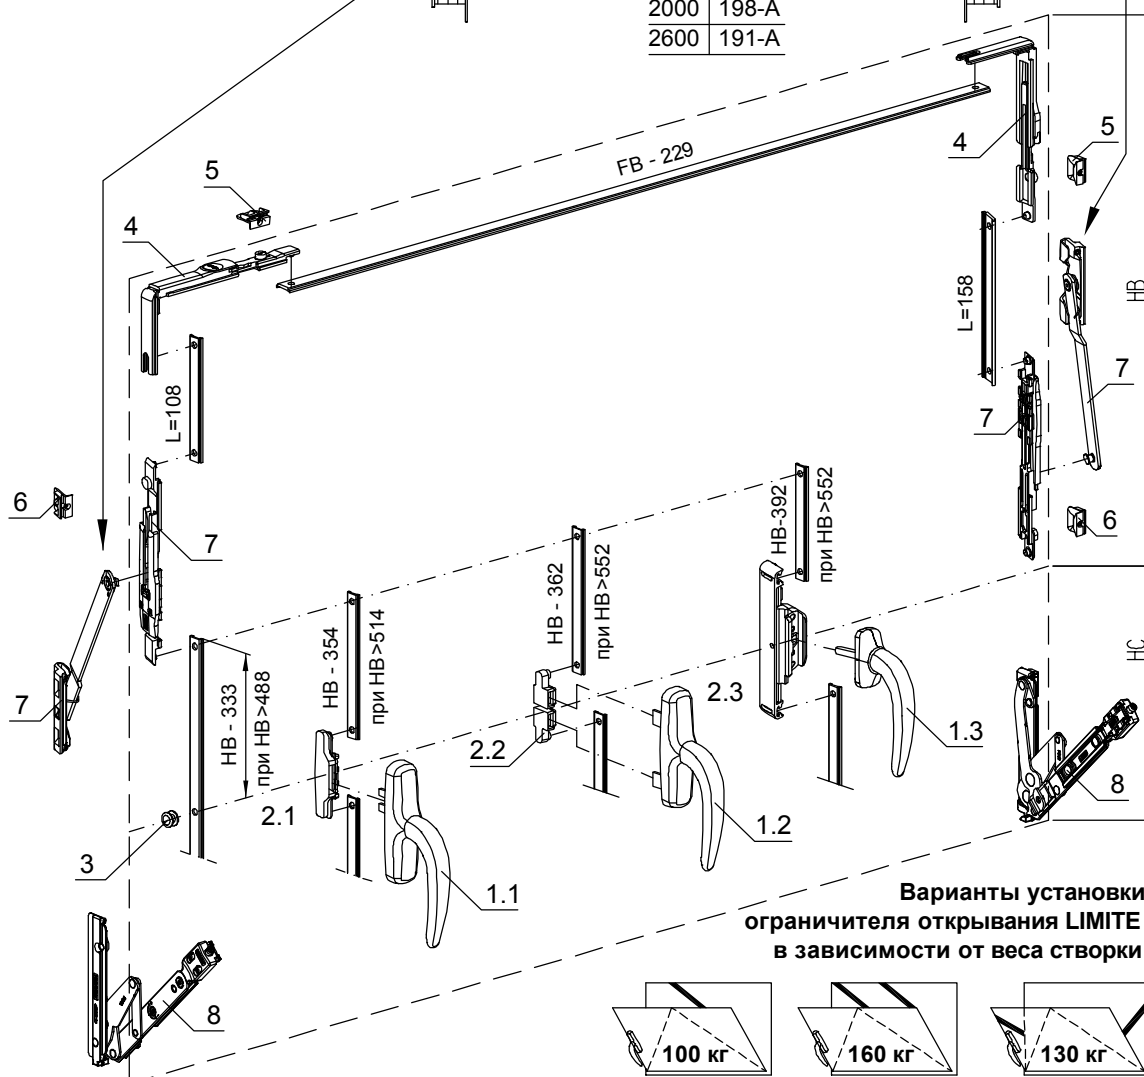 2000 198-A
2600 191-A
FB - 229
5
4
4
5
HB
L=158
L=108
7
7
6
7
6
HB-392
при HB>552
HB - 362
при HB>552
HB - 354
при HB>514
HB - 333
при HB>488
HC
7
2.3
2.2
1.3
2.1
1.2
8
3
1.1
Варианты установки
ограничителя открывания LIMITE
в зависимости от веса створки
8
100 кг
160 кг
130 кг